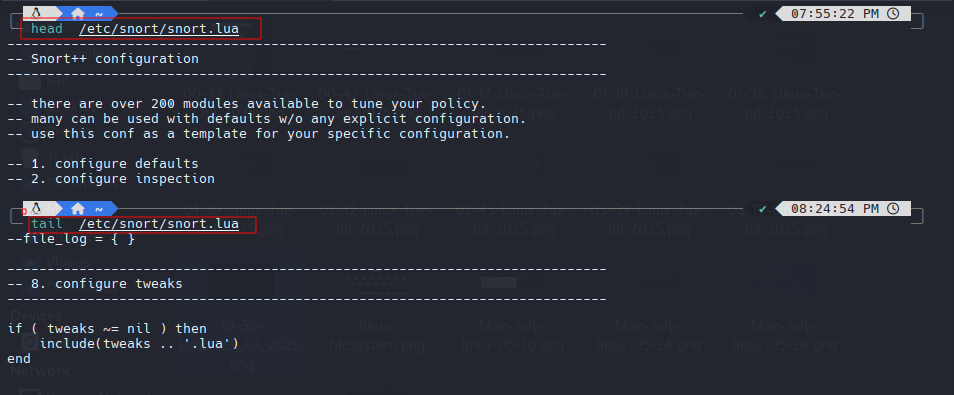 ~ ✔ 07:55:22 PM
head /etc/snort/snort.lua
---------------------------------------------------------------------------
-- Snort++ configuration
---------------------------------------------------------------------------
-- there are over 200 modules available to tune your policy.
-- many can be used with defaults w/o any explicit configuration.
-- use this conf as a template for your specific configuration.
-- 1. configure defaults
-- 2. configure inspection
~ ✔ 08:24:54 PM
tail /etc/snort/snort.lua
--file_log = { }
---------------------------------------------------------------------------
-- 8. configure tweaks
---------------------------------------------------------------------------
if ( tweaks ~= nil ) then
    include(tweaks .. '.lua')
end